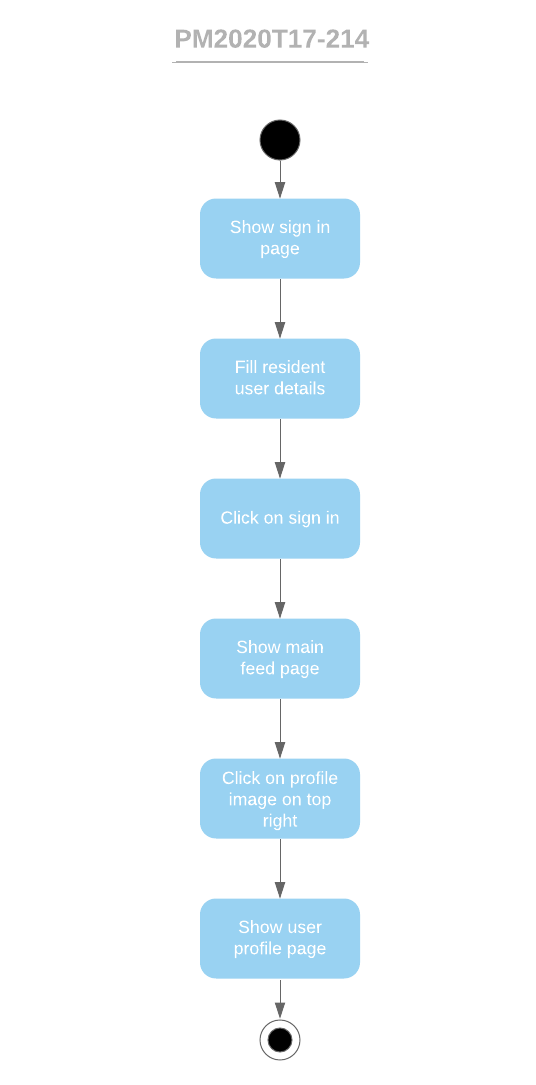 PM2020T17-214
Show sign in
page
Fill resident
user details
Click on sign in
Show main
feed page
Click on profile
image on top
right
Show user
profile page